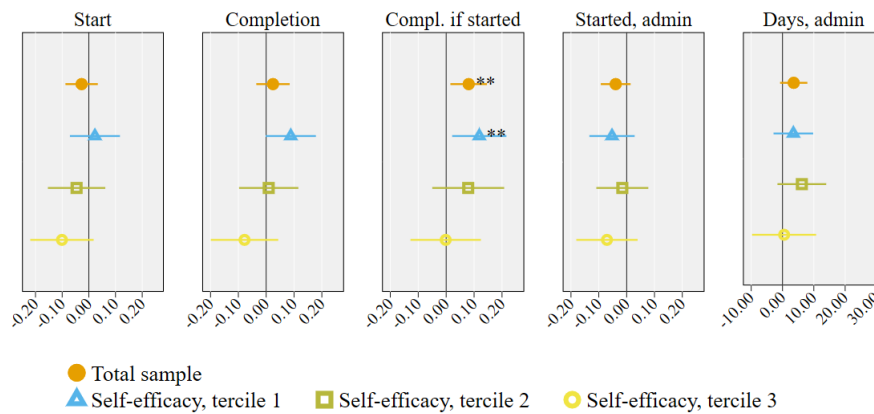 Start Completion Compl. if started Started, admin Days, admin
**
**
-0.20 -0.10 0.00 0.10 0.20 -0.20 -0.10 0.00 0.10 0.20 -0.20 -0.10 0.00 0.10 0.20 -0.20 -0.10 0.00 0.10 0.20 -10.00 0.00 10.00 20.00 30.00
Total sample
Self-efficacy, tercile 1 Self-efficacy, tercile 2 Self-efficacy, tercile 3